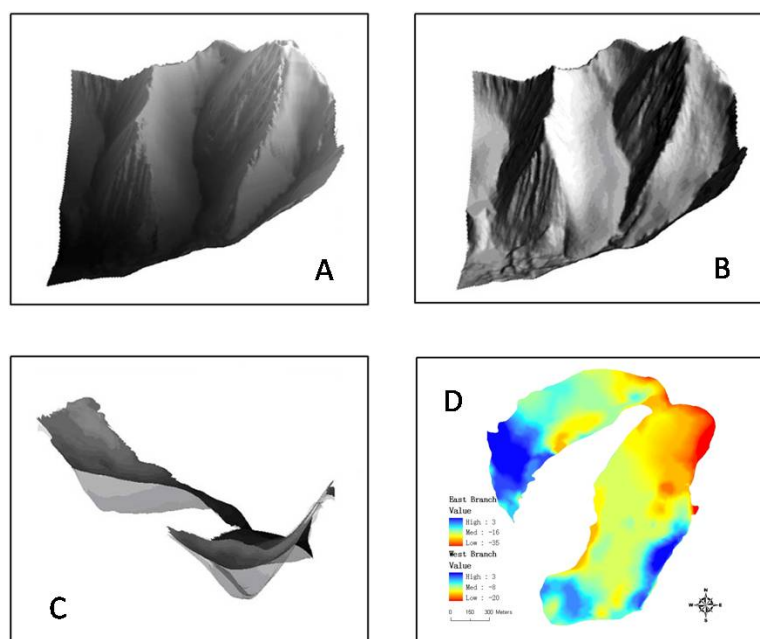 A
B
C
D
East Branch
Value
High : 3
Med : -16
Low : -35
West Branch
Value
High : 3
Med : -8
Low : -20
0 150 300 Meters
N
W E
S